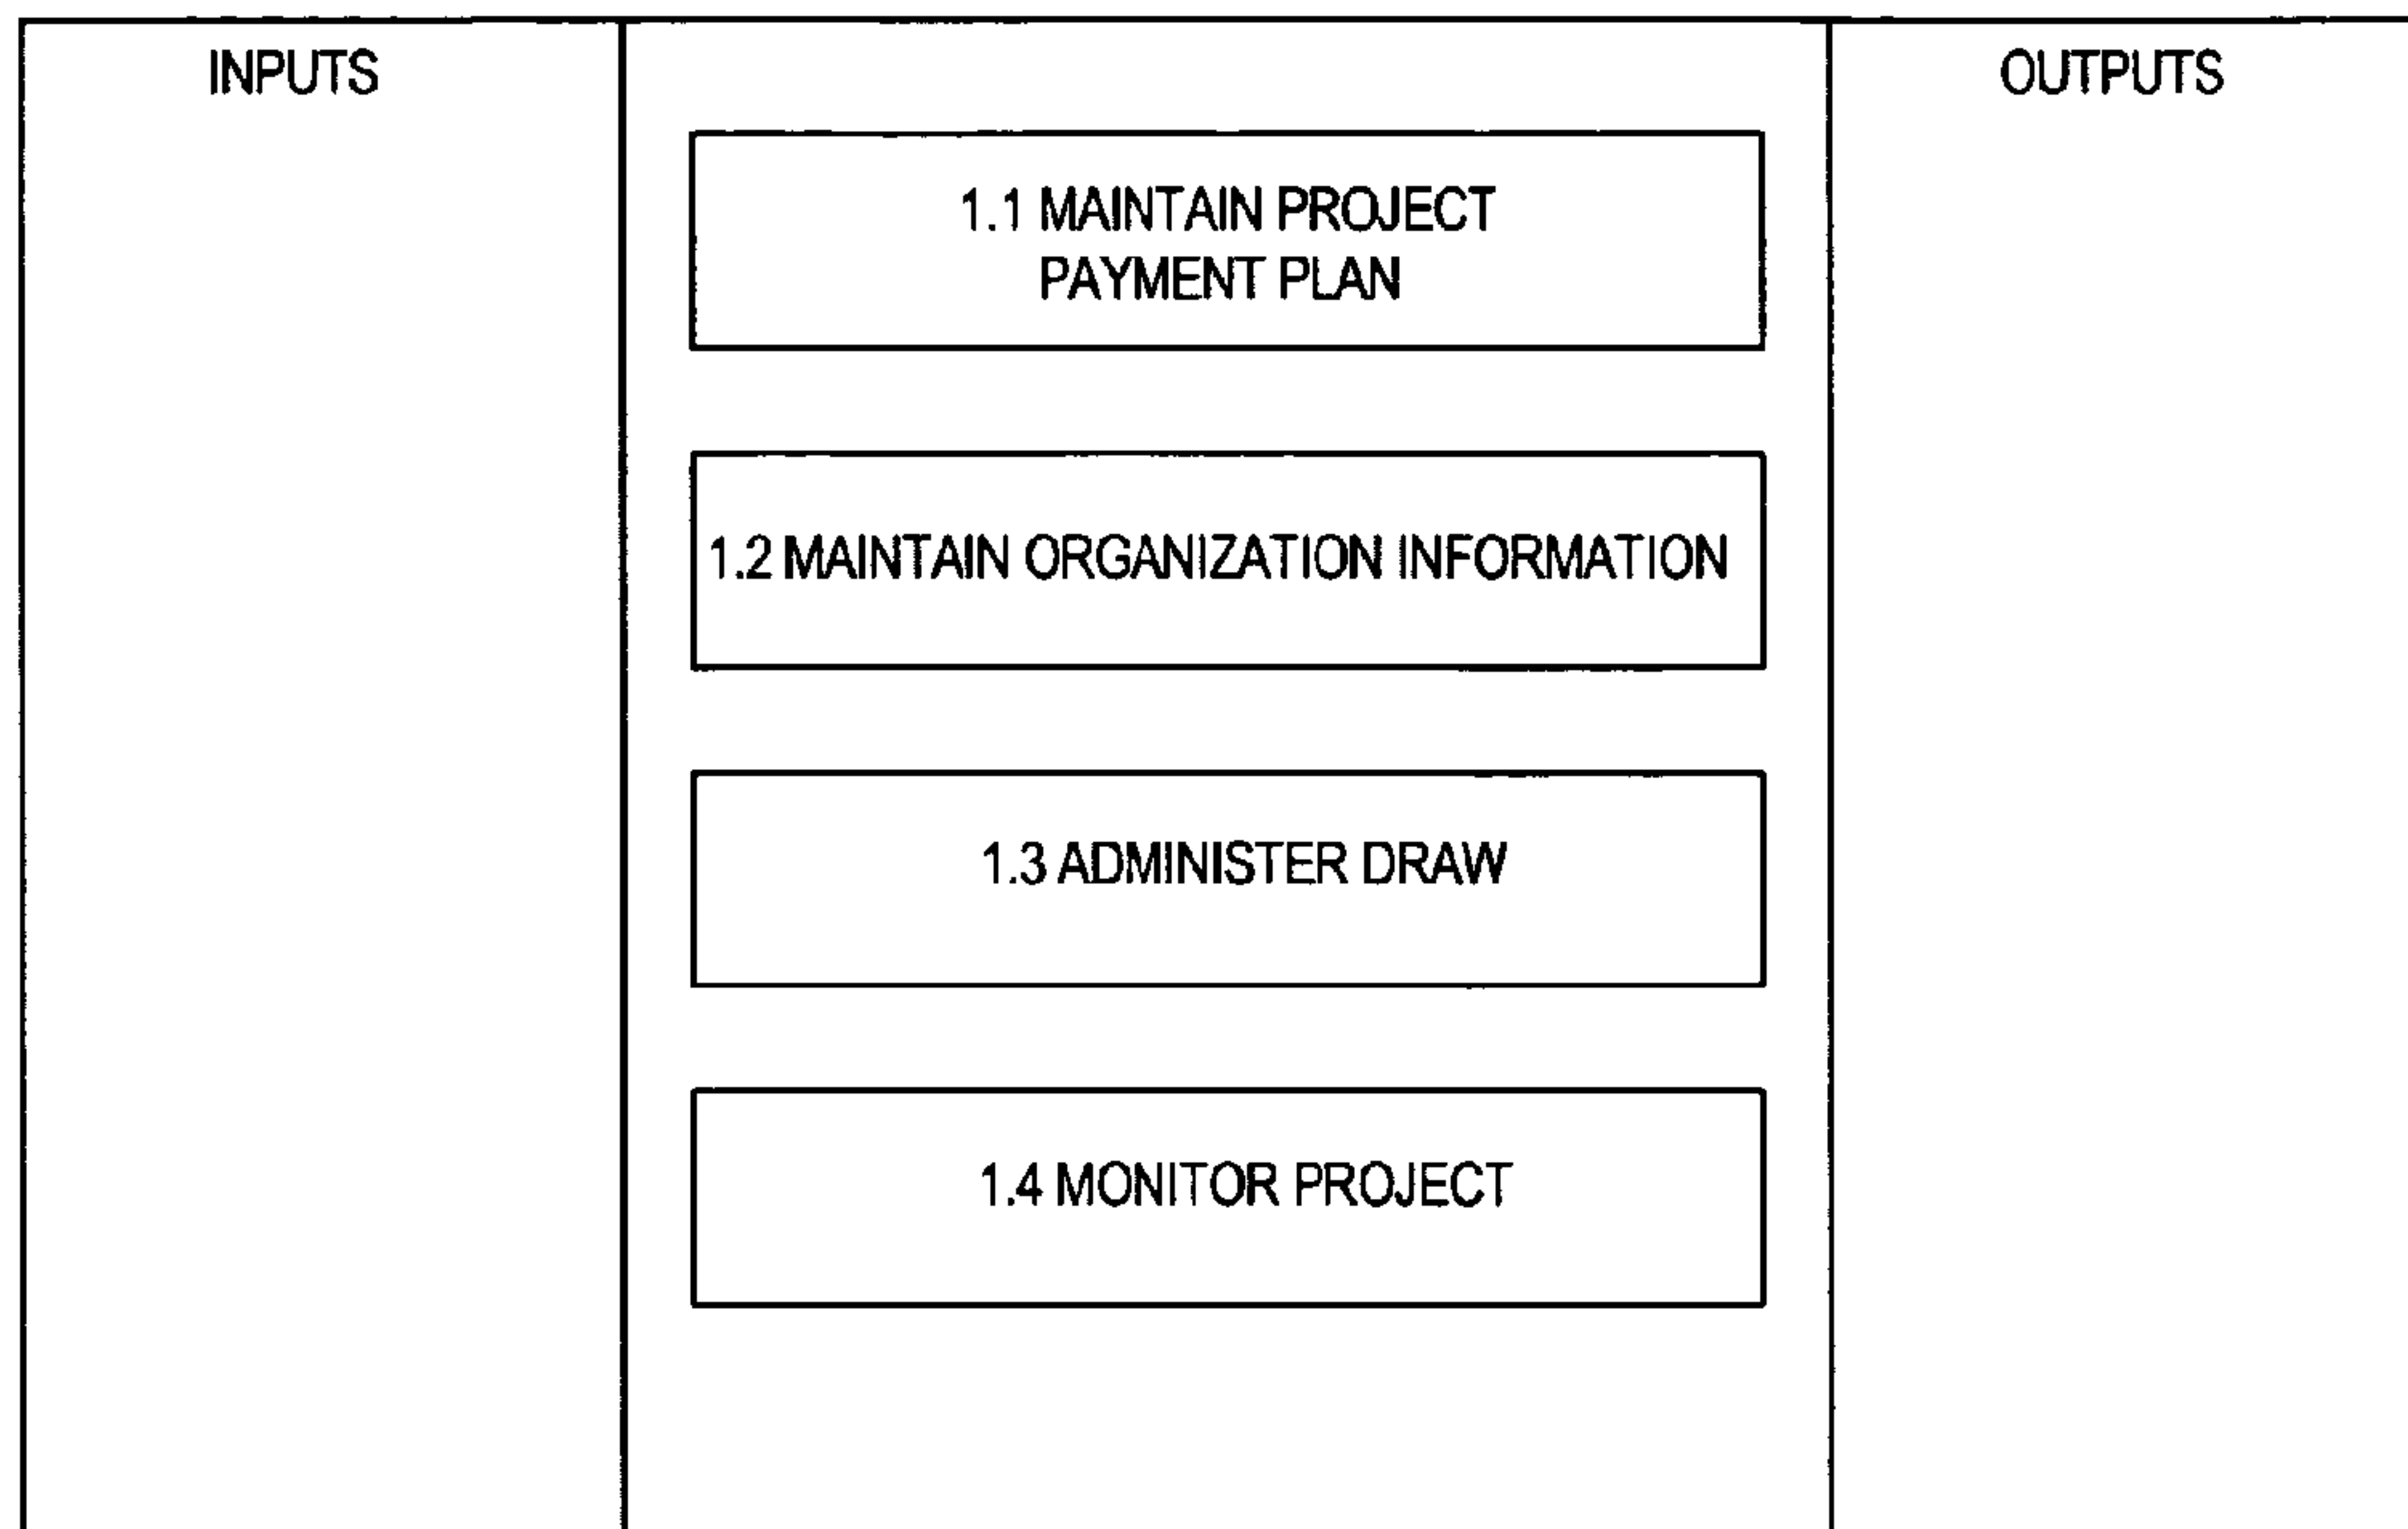 INPUTS
OUTPUTS
1.1 MAINTAIN PROJECT
PAYMENT PLAN
1.2 MAINTAIN ORGANIZATION INFORMATION
1.3 ADMINISTER DRAW
1.4 MONITOR PROJECT